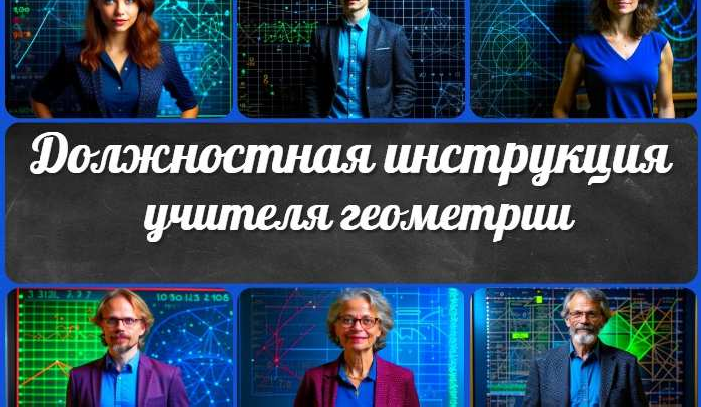 Должностная инструкция
учителя геометрии